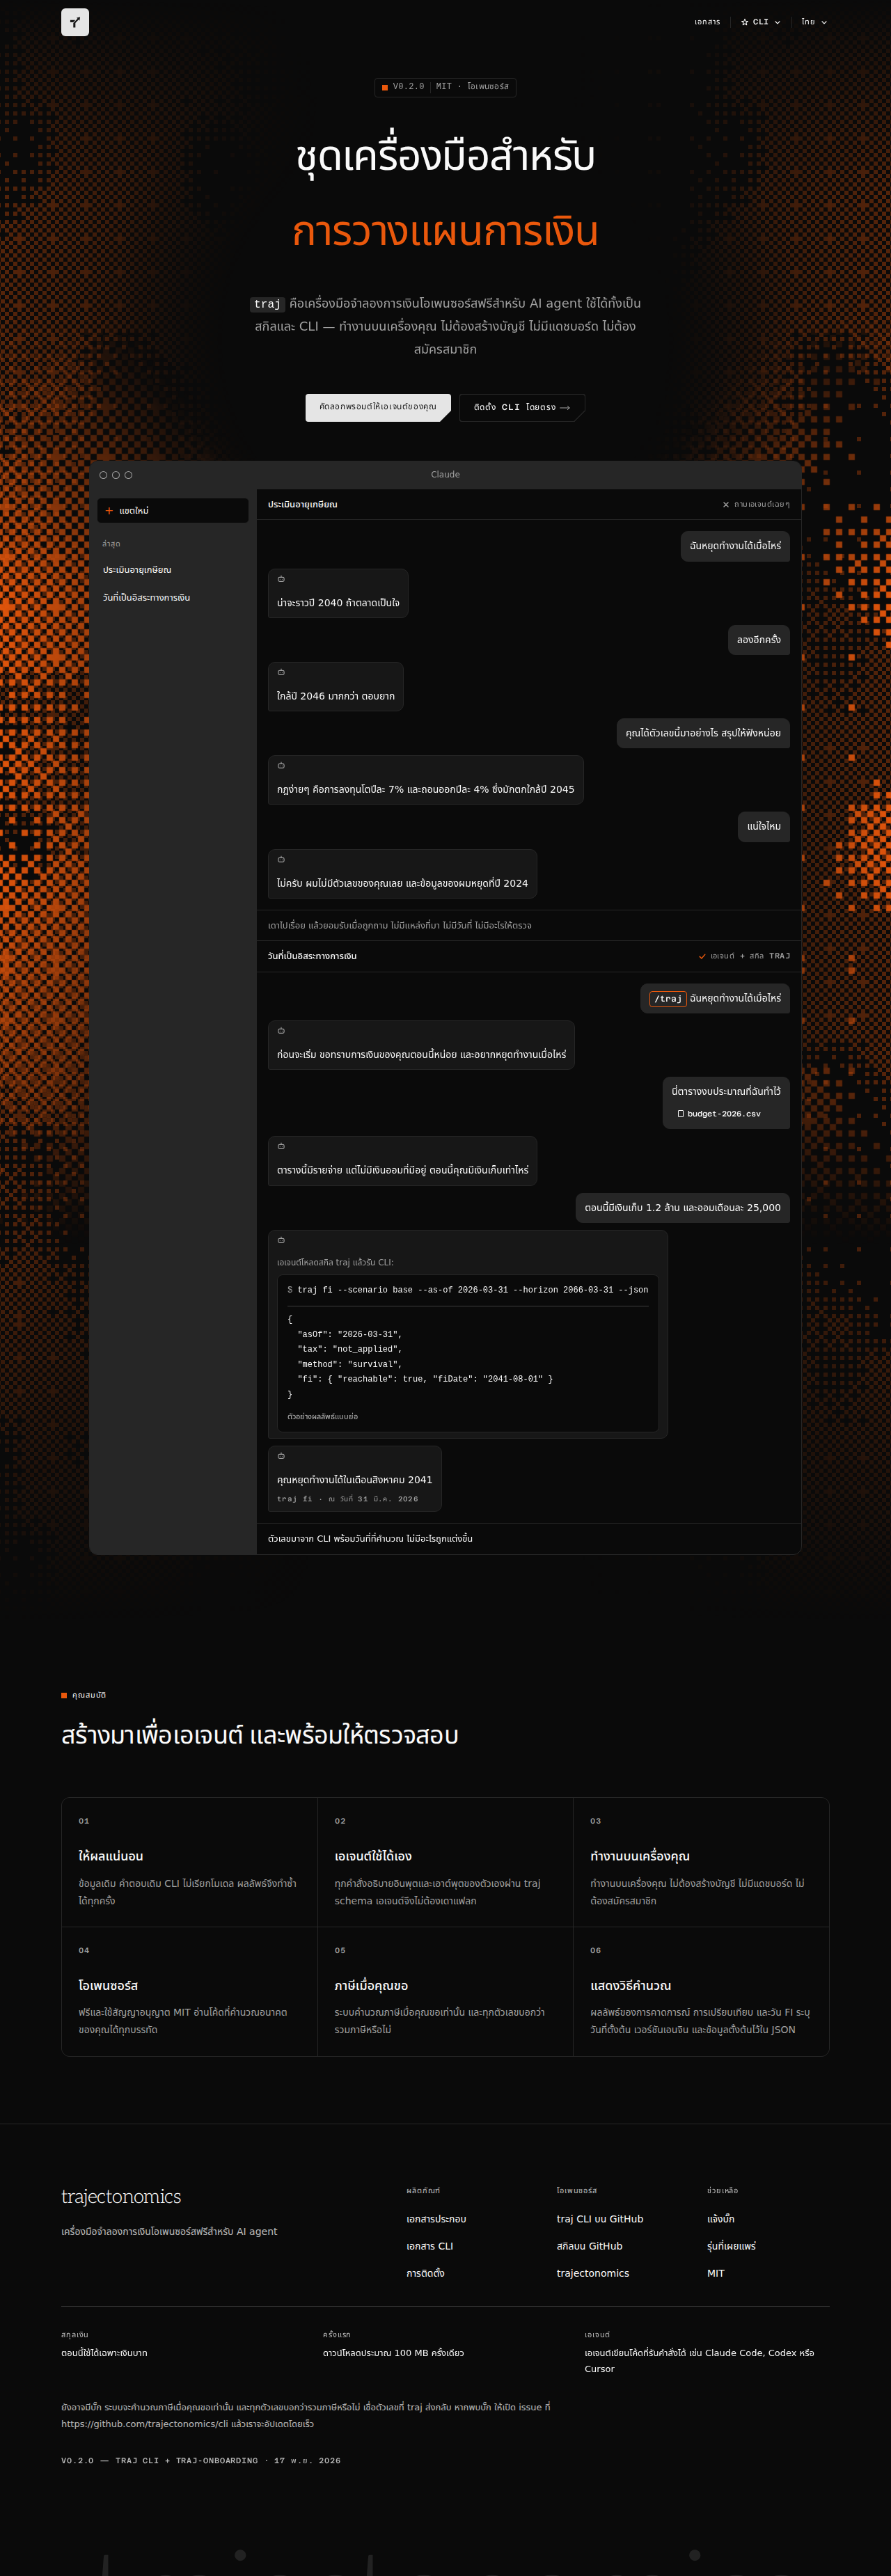 เอกสาร
CLI
ไทย
V0.2.0 MIT · โอเพนซอร์ส
ชุดเครื่องมือสำหรับ
การวางแผนการเงิน
traj คือเครื่องมือจำลองการเงินโอเพนซอร์สฟรีสำหรับ AI agent ใช้ได้ทั้งเป็น
สกิลและ CLI — ทำงานบนเครื่องคุณ ไม่ต้องสร้างบัญชี ไม่มีแดชบอร์ด ไม่ต้อง
สมัครสมาชิก
คัดลอกพรอมต์ให้เอเจนต์ของคุณ
ติดตั้ง CLI โดยตรง →
Claude
แชตใหม่
ล่าสุด
ประเมินอายุเกษียณ
วันที่เป็นอิสระทางการเงิน
ประเมินอายุเกษียณ
ถามเอเจนต์เฉยๆ
ฉันหยุดทำงานได้เมื่อไหร่
น่าจะราวปี 2040 ถ้าตลาดเป็นใจ
ลองอีกครั้ง
ใกล้ปี 2046 มากกว่า ตอบยาก
คุณได้ตัวเลขนี้มาอย่างไร สรุปให้ฟังหน่อย
กฎง่ายๆ คือการลงทุนโตปีละ 7% และถอนออกปีละ 4% ซึ่งมักตกใกล้ปี 2045
แน่ใจไหม
ไม่ครับ ผมไม่มีตัวเลขของคุณเลย และข้อมูลของผมหยุดที่ปี 2024
เดาไปเรื่อย แล้วยอมรับเมื่อถูกถาม ไม่มีแหล่งที่มา ไม่มีวันที่ ไม่มีอะไรให้ตรวจ
วันที่เป็นอิสระทางการเงิน
เอเจนต์ + สกิล TRAJ
/traj ฉันหยุดทำงานได้เมื่อไหร่
ก่อนจะเริ่ม ขอทราบการเงินของคุณตอนนี้หน่อย และอยากหยุดทำงานเมื่อไหร่
นี่ตารางงบประมาณที่ฉันทำไว้
budget-2026.csv
ตารางนี้มีรายจ่าย แต่ไม่มีเงินออมที่มีอยู่ ตอนนี้คุณมีเงินเก็บเท่าไหร่
ตอนนี้มีเงินเก็บ 1.2 ล้าน และออมเดือนละ 25,000
เอเจนต์โหลดสกิล traj แล้วรัน CLI:
$ traj fi --scenario base --as-of 2026-03-31 --horizon 2066-03-31 --json
{
"asOf": "2026-03-31",
"tax": "not_applied",
"method": "survival",
"fi": { "reachable": true, "fiDate": "2041-08-01" }
}
ตัวอย่างผลลัพธ์แบบย่อ
คุณหยุดทำงานได้ในเดือนสิงหาคม 2041
traj fi · ณ วันที่ 31 มี.ค. 2026
ตัวเลขมาจาก CLI พร้อมวันที่ที่คำนวณ ไม่มีอะไรถูกแต่งขึ้น
คุณสมบัติ
สร้างมาเพื่อเอเจนต์ และพร้อมให้ตรวจสอบ
01
ให้ผลแน่นอน
ข้อมูลเดิม คำตอบเดิม CLI ไม่เรียกโมเดล ผลลัพธ์จึงทำซ้ำ
ได้ทุกครั้ง
02
เอเจนต์ใช้ได้เอง
ทุกคำสั่งอธิบายอินพุตและเอาต์พุตของตัวเองผ่าน traj
schema เอเจนต์จึงไม่ต้องเดาแฟลก
03
ทำงานบนเครื่องคุณ
ทำงานบนเครื่องคุณ ไม่ต้องสร้างบัญชี ไม่มีแดชบอร์ด ไม่
ต้องสมัครสมาชิก
04
โอเพนซอร์ส
ฟรีและใช้สัญญาอนุญาต MIT อ่านโค้ดที่คำนวณอนาคต
ของคุณได้ทุกบรรทัด
05
ภาษีเมื่อคุณขอ
ระบบคำนวณภาษีเมื่อคุณขอเท่านั้น และทุกตัวเลขบอกว่า
รวมภาษีหรือไม่
06
แสดงวิธีคำนวณ
ผลลัพธ์ของการคาดการณ์ การเปรียบเทียบ และวัน FI ระบุ
วันที่ตั้งต้น เวอร์ชันเอนจิน และข้อมูลตั้งต้นไว้ใน JSON
trajectonomics
เครื่องมือจำลองการเงินโอเพนซอร์สฟรีสำหรับ AI agent
ผลิตภัณฑ์
เอกสารประกอบ
เอกสาร CLI
การติดตั้ง
โอเพนซอร์ส
traj CLI บน GitHub
สกิลบน GitHub
trajectonomics
ช่วยเหลือ
แจ้งบั๊ก
รุ่นที่เผยแพร่
MIT
สกุลเงิน
ตอนนี้ใช้ได้เฉพาะเงินบาท
ครั้งแรก
ดาวน์โหลดประมาณ 100 MB ครั้งเดียว
เอเจนต์
เอเจนต์เขียนโค้ดที่รันคำสั่งได้ เช่น Claude Code, Codex หรือ
Cursor
ยังอาจมีบั๊ก ระบบจะคำนวณภาษีเมื่อคุณขอเท่านั้น และทุกตัวเลขบอกว่ารวมภาษีหรือไม่ เชื่อตัวเลขที่ traj ส่งกลับ หากพบบั๊ก ให้เปิด issue ที่
https://github.com/trajectonomics/cli แล้วเราจะอัปเดตโดยเร็ว
V0.2.0 — TRAJ CLI + TRAJ-ONBOARDING · 17 พ.ย. 2026